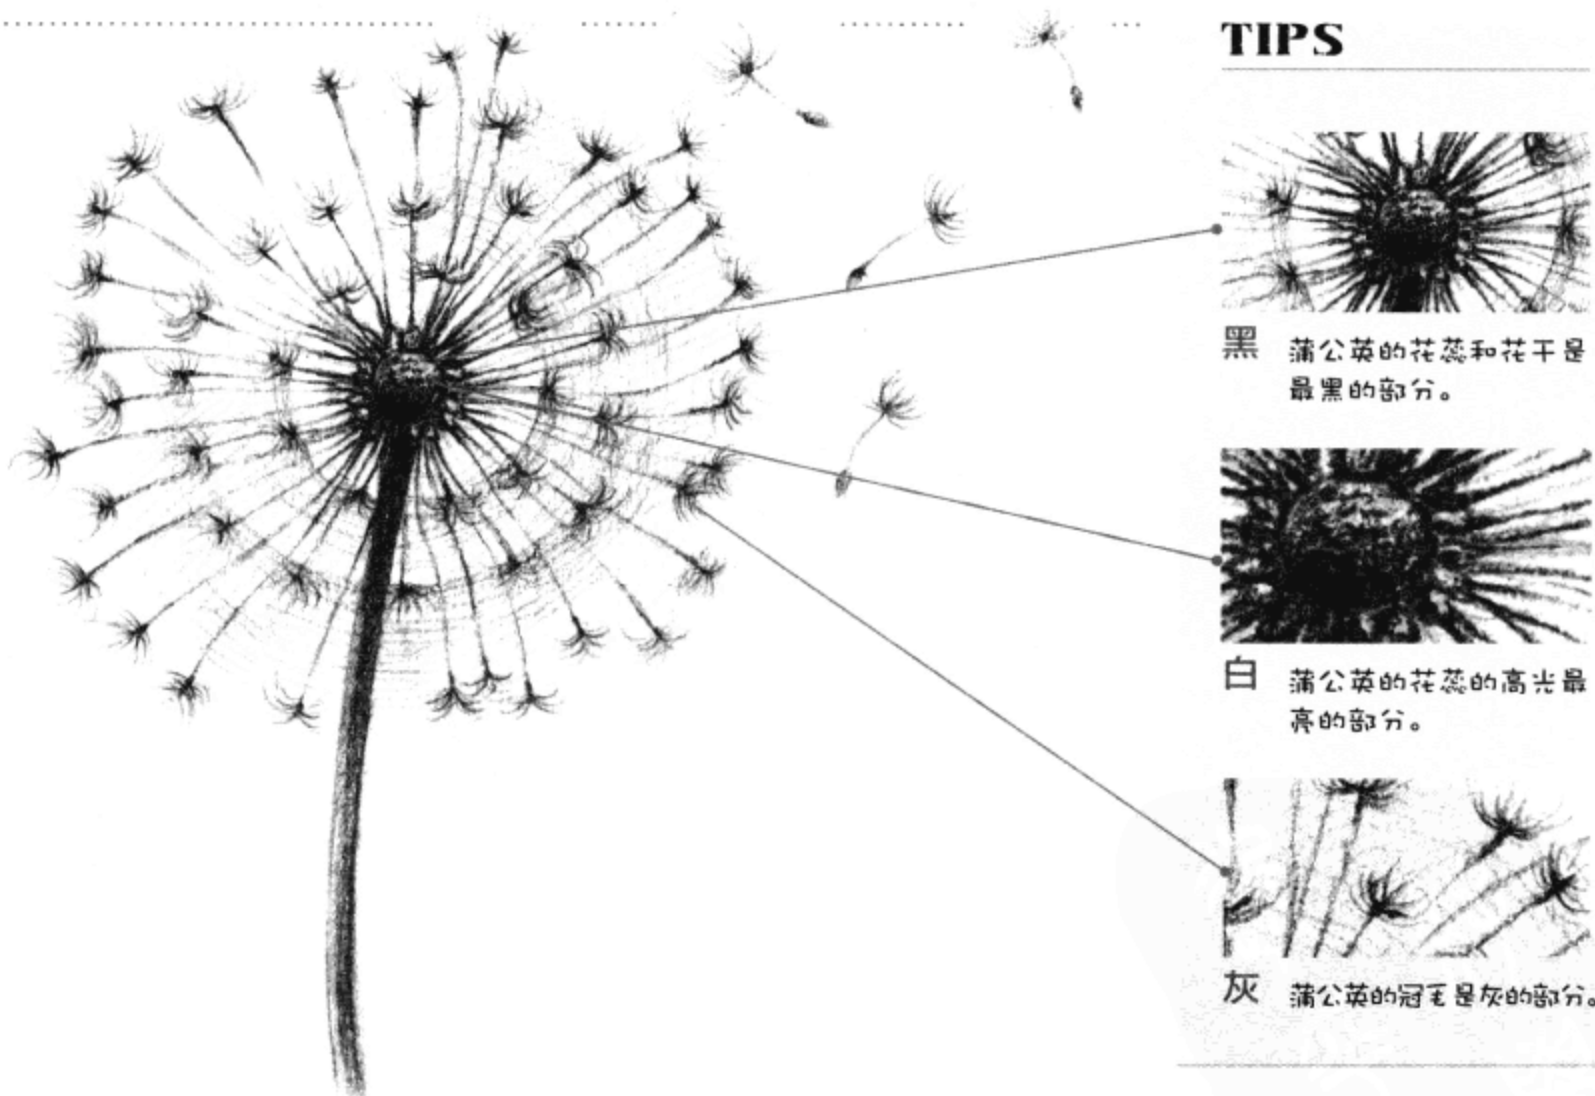 TIPS
黑
蒲公英的花蕊和花干是
最黑的部分。
白
蒲公英的花蕊的高光最
亮的部分。
灰
蒲公英的冠毛是灰的部分。